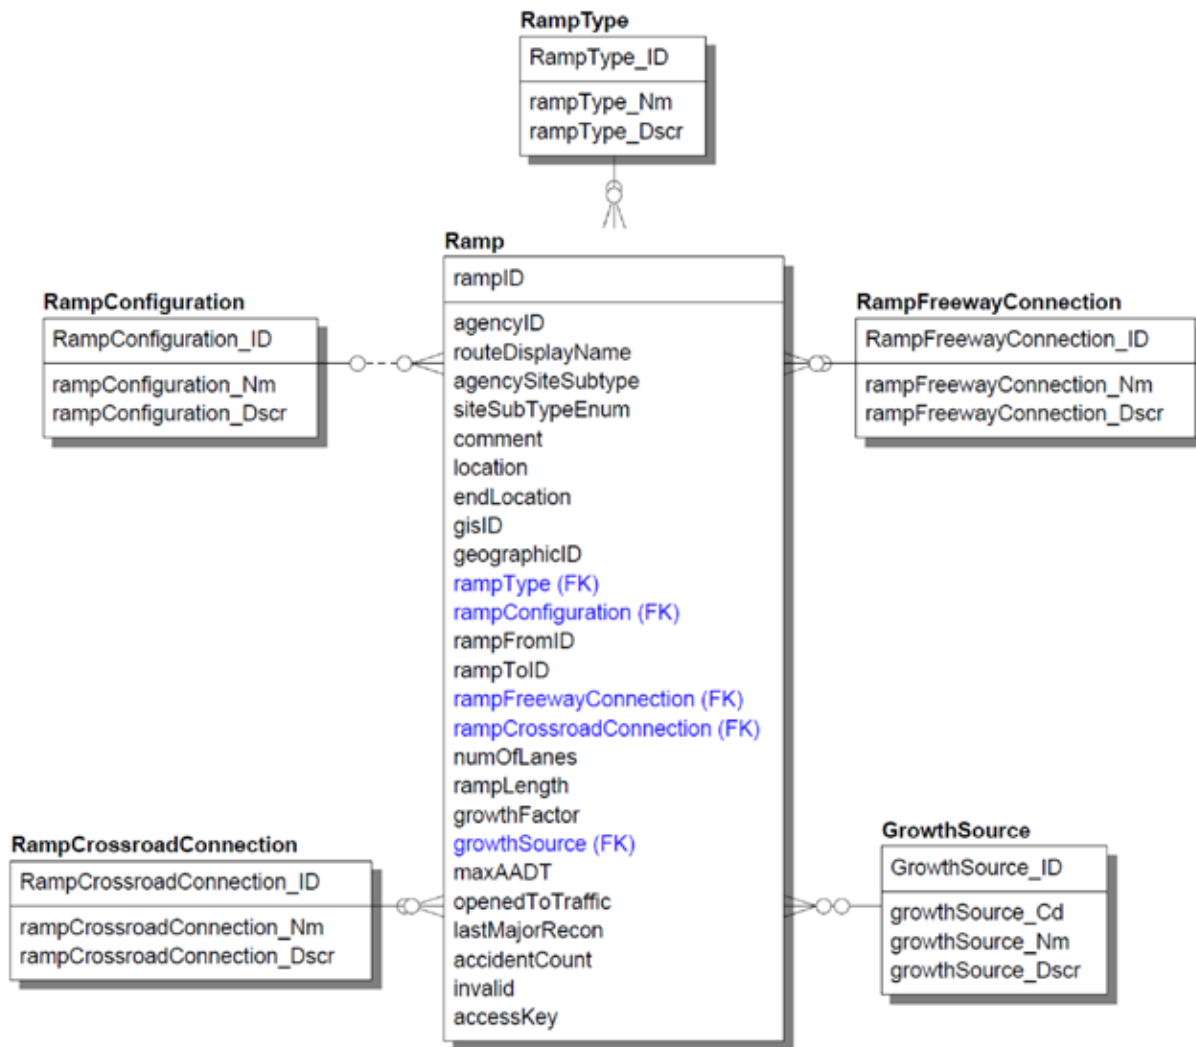 RampType
RampType_ID
rampType_Nm
rampType_Dscr
Ramp
rampID
agencyID
routeDisplayName
agencySiteSubtype
siteSubTypeEnum
comment
location
endLocation
gisID
geographicID
rampType (FK)
rampConfiguration (FK)
rampFromID
rampToID
rampFreewayConnection (FK)
rampCrossroadConnection (FK)
numOfLanes
rampLength
growthFactor
growthSource (FK)
maxAADT
openedToTraffic
lastMajorRecon
accidentCount
invalid
accessKey
RampConfiguration
RampConfiguration_ID
rampConfiguration_Nm
rampConfiguration_Dscr
RampFreewayConnection
RampFreewayConnection_ID
rampFreewayConnection_Nm
rampFreewayConnection_Dscr
RampCrossroadConnection
RampCrossroadConnection_ID
rampCrossroadConnection_Nm
rampCrossroadConnection_Dscr
GrowthSource
GrowthSource_ID
growthSource_Cd
growthSource_Nm
growthSource_Dscr